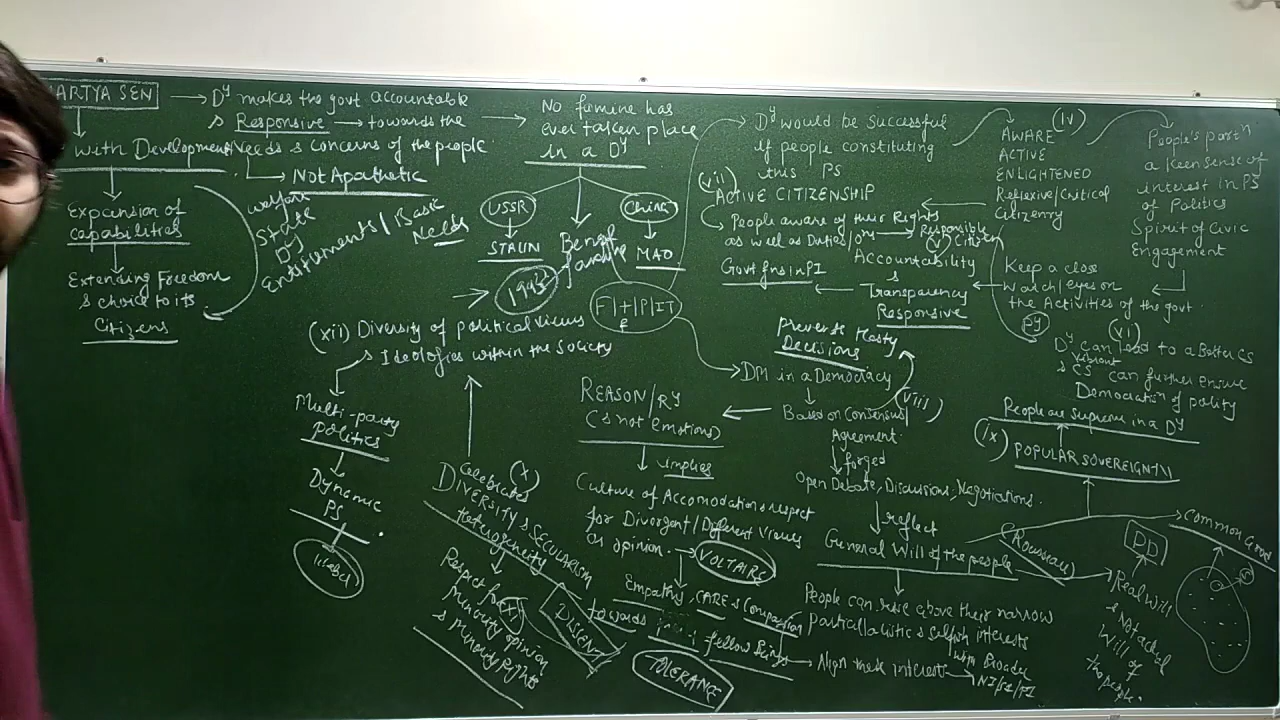 ARTYA SEN
Dy makes the govt accountable
& Responsive → towards the
Needs & Concerns of the people
Not Apathetic
with Development
Expansion of
capabilities
Extending Freedom
& choice to its
Citizens
Welfare
State
Dy
Entitlements/Basic
Needs
No famine has
ever taken place
in a Dy
USSR
STALIN
China
MAO
Bengal
famine
1943
Dy would be successful
if people constituting
this PS
(iv)
AWARE
ACTIVE
ENLIGHTENED
Reflexive/Critical
Citizenry
People's partn
a Keen sense of
interest in PS
of Politics
Spirit of Civic
Engagement
Keep a close
Watch/eyes on
the Activities of the govt
(vii)
ACTIVE CITIZENSHIP
People aware of their Rights
as well as Duties/
Responsible
Citizen
(v)
Accountability
&
Transparency
Responsive
Govt fns in PI
(vi)
Dy can lead to a Better CS
& vibrant CS can further ensure
Democratisn of polity
(xii) Diversity of political views
& Ideologies within the Society
Multi-party
Politics
Dynamic
PS
Prevents Hasty
Decisions
DM in a Democracy
(viii)
Based on Consensus/
Agreement
forged
Open Debate, Discussions, Negotiations.
reflect
General Will of the people
People can raise above their narrow
& selfish interests
Align their interests
with Broader
NI/
REASON/RY
(& not emotions)
implies
Culture of Accomodation & respect
for Divergent/Different views
or opinion.
VOLTAIRE
Empathy, CARE & Compassion
towards fellow Beings
TOLERANCE
(x)
Celebrates
DIVERSITY & SECULARISM
Heterogeneity
Respect for
minority opinion
& Minority Rights
(xi)
DISSENT
People are supreme in a Dy
(ix)
POPULAR SOVEREIGNTY
(Rousseau)
Common Good
DD
Real Will
& Not actual
Will of
the people.